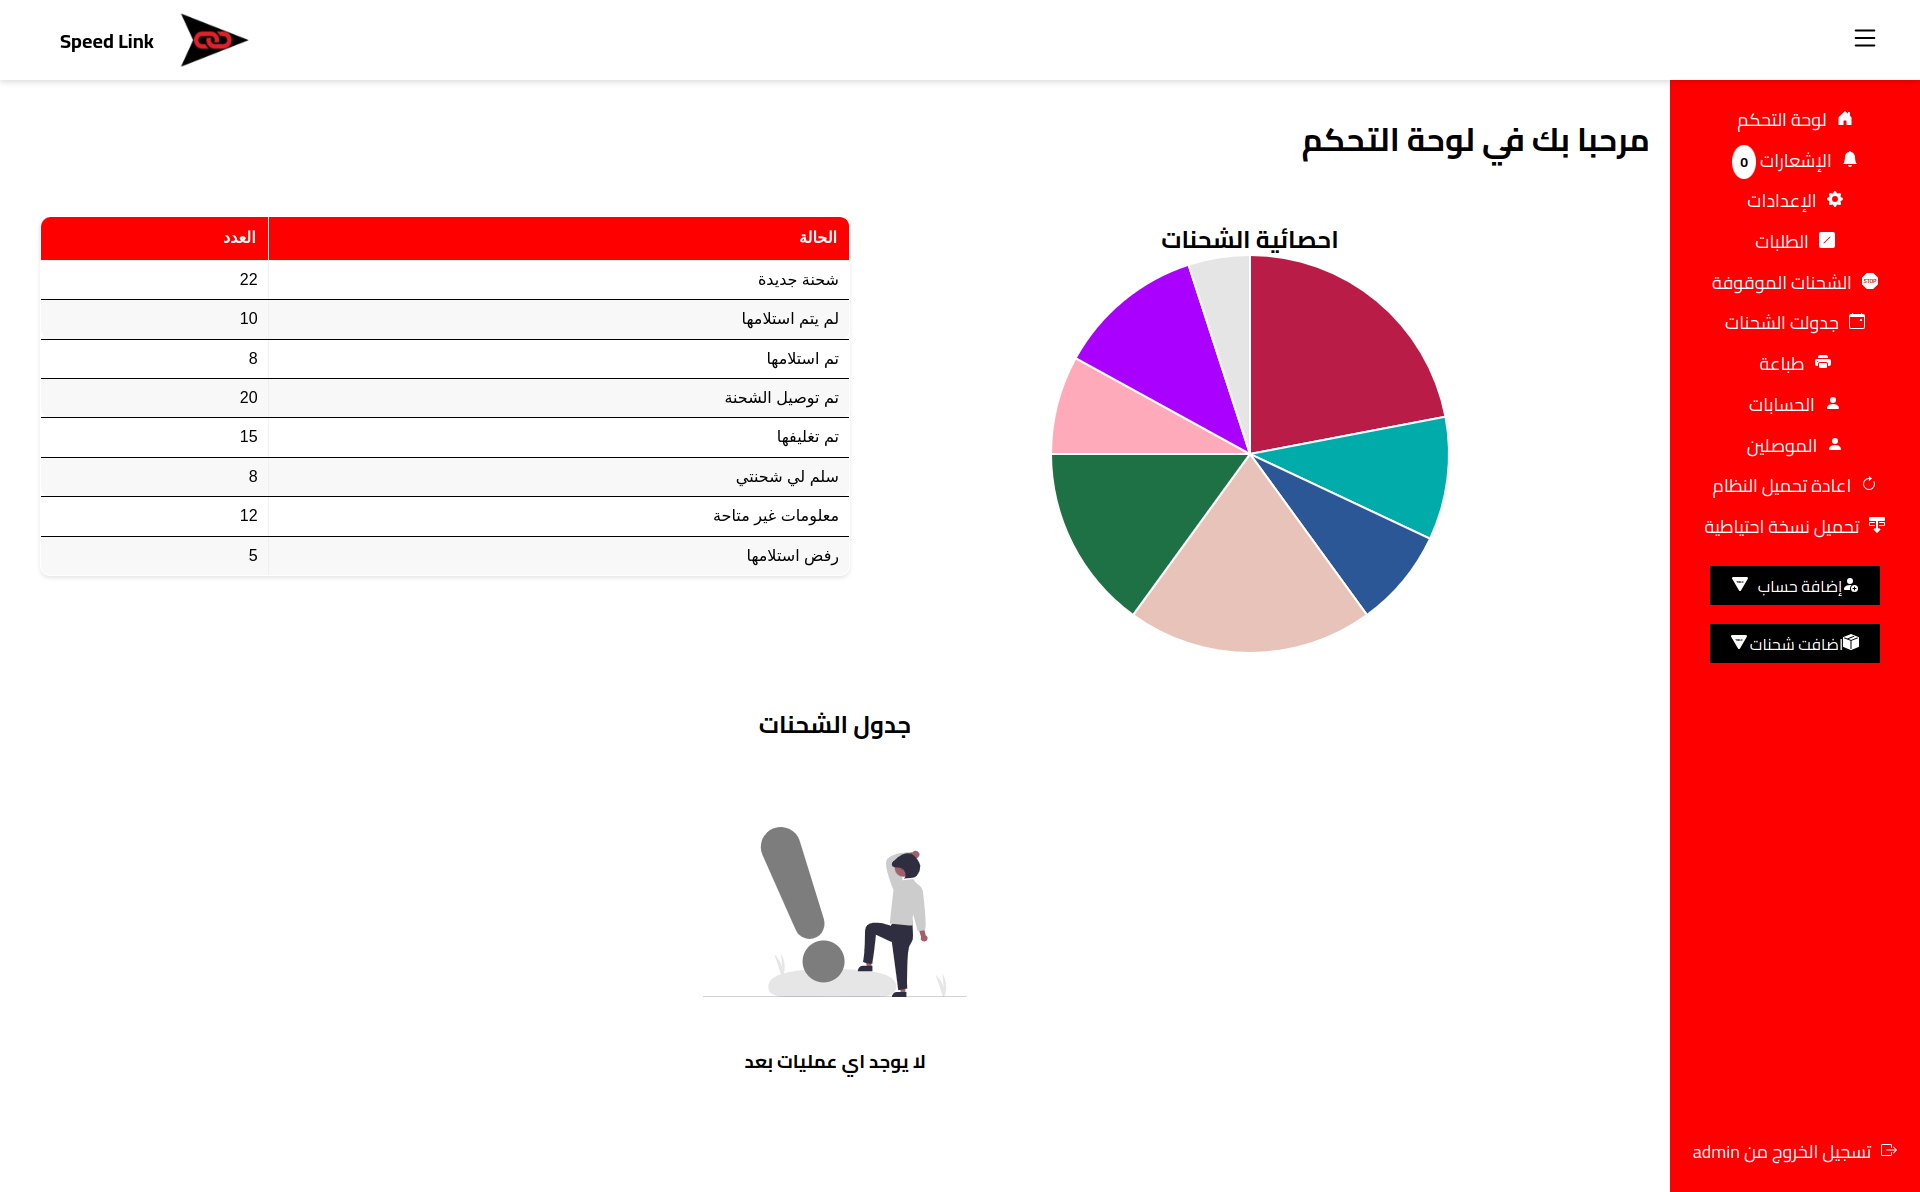 Speed Link
لوحة التحكم
الإشعارات 0
الإعدادات
الطلبات
الشحنات الموقوفة
جدولت الشحنات
طباعة
الحسابات
الموصلين
اعادة تحميل النظام
تحميل نسخة احتياطية
إضافة حساب
اضافت شحنات
تسجيل الخروج من admin
مرحبا بك في لوحة التحكم
احصائية الشحنات
الحالة العدد
شحنة جديدة 22
لم يتم استلامها 10
تم استلامها 8
تم توصيل الشحنة 20
تم تغليفها 15
سلم لي شحنتي 8
معلومات غير متاحة 12
رفض استلامها 5
جدول الشحنات
لا يوجد اي عمليات بعد